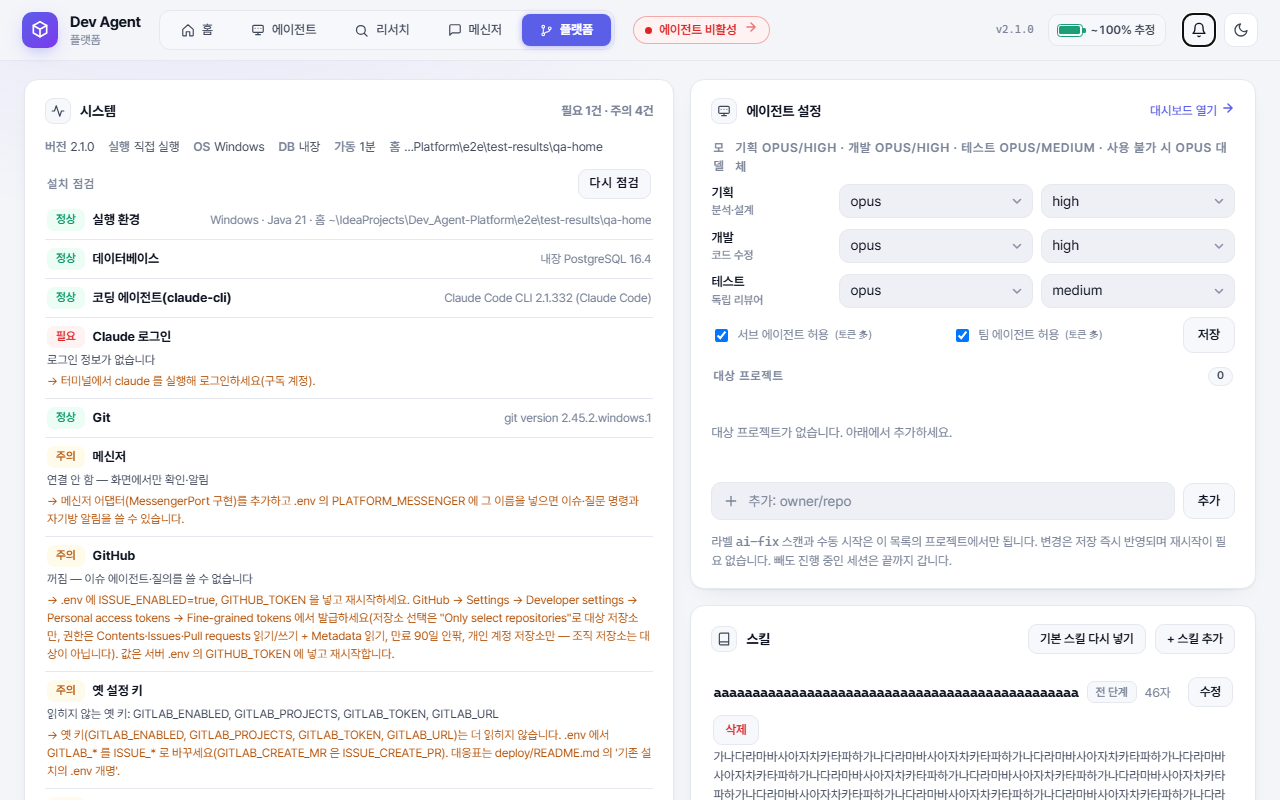 Dev Agent
플랫폼
홈
에이전트
리서치
메신저
플랫폼
에이전트 비활성 →
v2.1.0
~100% 추정
시스템
필요 1건 · 주의 4건
버전 2.1.0 실행 직접 실행 OS Windows DB 내장 가동 1분 홈 …Platform\e2e\test-results\qa-home
설치 점검
다시 점검
정상 실행 환경 Windows · Java 21 · 홈 ~\IdeaProjects\Dev_Agent-Platform\e2e\test-results\qa-home
정상 데이터베이스 내장 PostgreSQL 16.4
정상 코딩 에이전트(claude-cli) Claude Code CLI 2.1.332 (Claude Code)
필요 Claude 로그인
로그인 정보가 없습니다
→ 터미널에서 claude 를 실행해 로그인하세요(구독 계정).
정상 Git git version 2.45.2.windows.1
주의 메신저
연결 안 함 — 화면에서만 확인·알림
→ 메신저 어댑터(MessengerPort 구현)를 추가하고 .env 의 PLATFORM_MESSENGER 에 그 이름을 넣으면 이슈·질문 명령과
자기방 알림을 쓸 수 있습니다.
주의 GitHub
꺼짐 — 이슈 에이전트·질의를 쓸 수 없습니다
→ .env 에 ISSUE_ENABLED=true, GITHUB_TOKEN 을 넣고 재시작하세요. GitHub → Settings → Developer settings →
Personal access tokens → Fine-grained tokens 에서 발급하세요(저장소 선택은 "Only select repositories"로 대상 저장소
만, 권한은 Contents·Issues·Pull requests 읽기/쓰기 + Metadata 읽기, 만료 90일 안팎, 개인 계정 저장소만 — 조직 저장소는 대
상이 아닙니다). 값은 서버 .env 의 GITHUB_TOKEN 에 넣고 재시작합니다.
주의 옛 설정 키
읽히지 않는 옛 키: GITLAB_ENABLED, GITLAB_PROJECTS, GITLAB_TOKEN, GITLAB_URL
→ 옛 키(GITLAB_ENABLED, GITLAB_PROJECTS, GITLAB_TOKEN, GITLAB_URL)는 더 읽히지 않습니다. .env 에서
GITLAB_* 를 ISSUE_* 로 바꾸세요(GITLAB_CREATE_MR 은 ISSUE_CREATE_PR). 대응표는 deploy/README.md 의 '기존 설
치의 .env 개명'.
에이전트 설정
대시보드 열기 →
모델 기획 OPUS/HIGH · 개발 OPUS/HIGH · 테스트 OPUS/MEDIUM · 사용 불가 시 OPUS 대체
기획 opus high
분석·설계
개발 opus high
코드 수정
테스트 opus medium
독립 리뷰어
서브 에이전트 허용 (토큰 多)
팀 에이전트 허용 (토큰 多)
저장
대상 프로젝트
0
대상 프로젝트가 없습니다. 아래에서 추가하세요.
+ 추가: owner/repo
추가
라벨 ai-fix 스캔과 수동 시작은 이 목록의 프로젝트에서만 됩니다. 변경은 저장 즉시 반영되며 재시작이 필
요 없습니다. 빼도 진행 중인 세션은 끝까지 갑니다.
스킬
기본 스킬 다시 넣기
+ 스킬 추가
aaaaaaaaaaaaaaaaaaaaaaaaaaaaaaaaaaaaaaaaaaaaaa 전 단계 46자 수정
삭제
가나다라마바사아자차카타파하가나다라마바사아자차카타파하가나다라마바
사아자차카타파하가나다라마바사아자차카타파하가나다라마바사아자차카타
파하가나다라마바사아자차카타파하가나다라마바사아자차카타파하가나다라